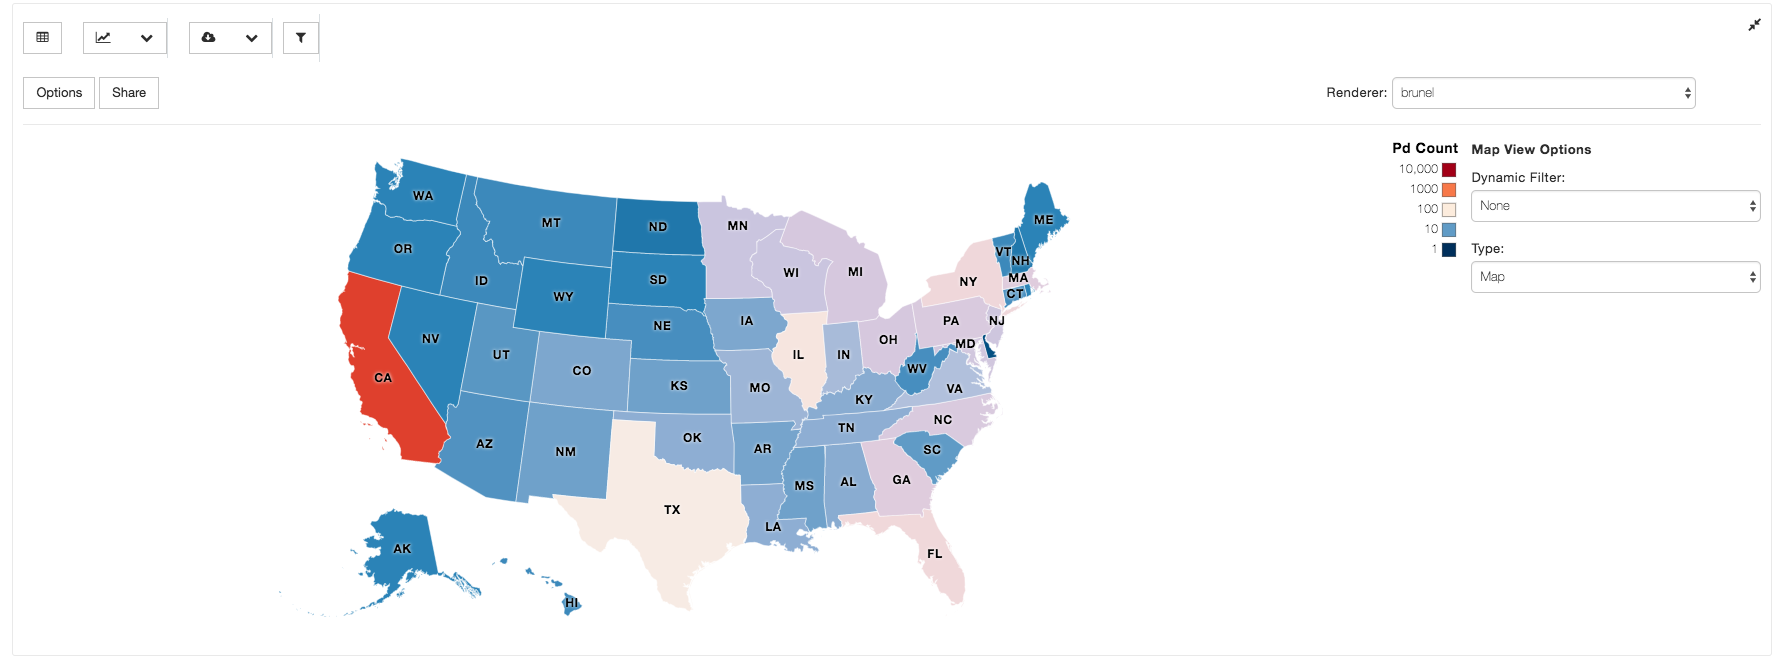 Options Share
Renderer: brunel
Pd Count
10,000
1000
100
10
1
Map View Options
Dynamic Filter:
None
Type:
Map
WA
MT
ND
MN
ME
OR
ID
WY
SD
WI
MI
NY
VT
NH
MA
CT
NV
UT
CO
NE
IA
IL
IN
OH
PA
NJ
MD
CA
KS
MO
KY
WV
VA
AZ
NM
OK
AR
TN
NC
SC
TX
LA
MS
AL
GA
FL
AK
HI